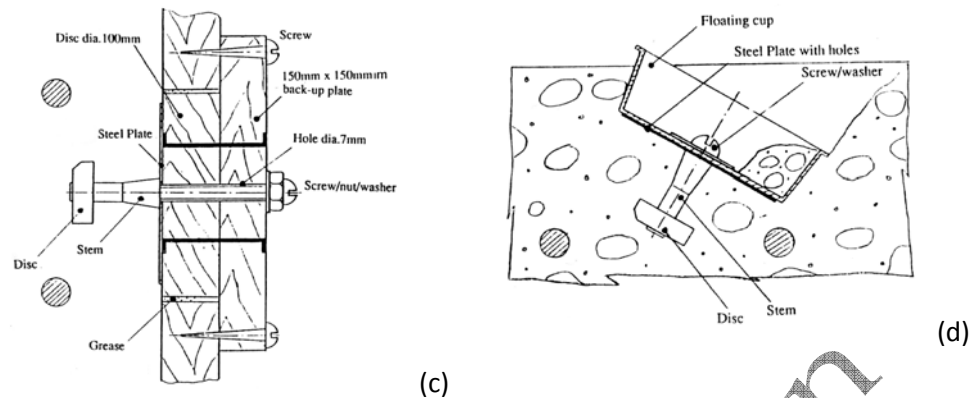 Disc dia.100mm
Screw
150mm x 150mmım
back-up plate
Steel Plate
Hole dia.7mm
Screw/nut/washer
Disc
Stem
Grease
(c)
Floating cup
Steel Plate with holes
Screw/washer
Disc
Stem
(d)